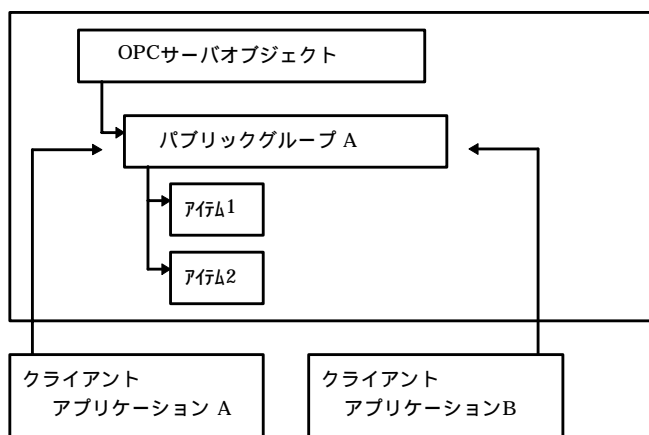 OPCサーバオブジェクト
パブリックグループ A
ｱｲﾃﾑ1
ｱｲﾃﾑ2
クライアント
アプリケーション A
クライアント
アプリケーションB